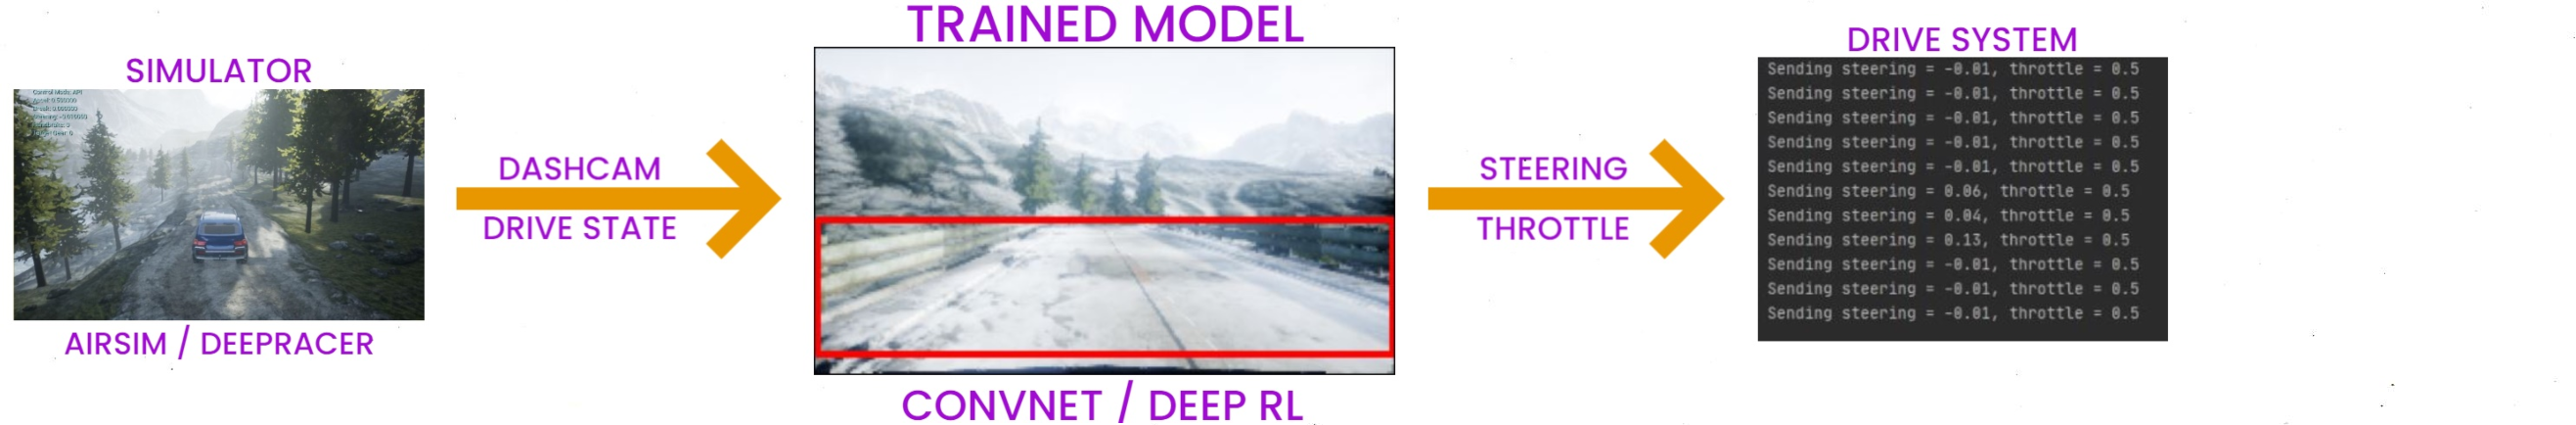 SIMULATOR
Control Mode: API
AIRSIM / DEEPRACER
DASHCAM
DRIVE STATE
TRAINED MODEL
CONVNET / DEEP RL
STEERING
THROTTLE
DRIVE SYSTEM
Sending steering = -0.01, throttle = 0.5
Sending steering = -0.01, throttle = 0.5
Sending steering = -0.01, throttle = 0.5
Sending steering = -0.01, throttle = 0.5
Sending steering = -0.01, throttle = 0.5
Sending steering = 0.06, throttle = 0.5
Sending steering = 0.04, throttle = 0.5
Sending steering = 0.13, throttle = 0.5
Sending steering = -0.01, throttle = 0.5
Sending steering = -0.01, throttle = 0.5
Sending steering = -0.01, throttle = 0.5